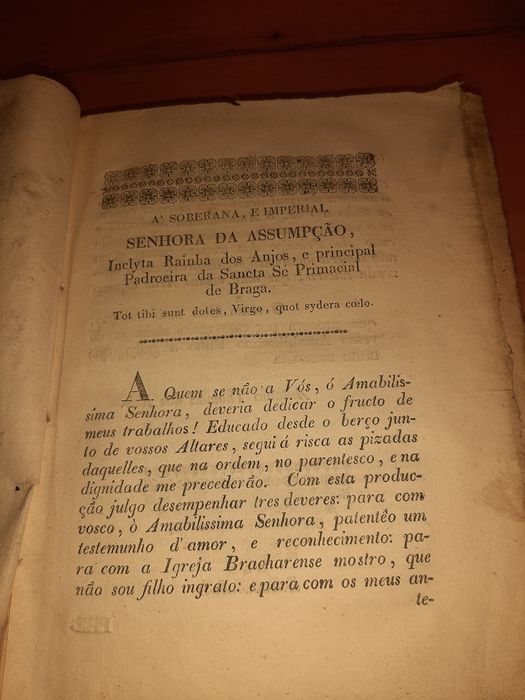 A' SOBERANA, E IMPERIAL
SENHORA DA ASSUMPÇÃO,
Inclyta Rainha dos Anjos, e principal
Padroeira da Sancta Sé Primacial
de Braga.
Tot tibi sunt dotes, Virgo, quot sydera cœlo.
A Quem se não a Vós, ó Amabilis-
sima Senhora, deveria dedicar o fructo de
meus trabalhos! Educado desde o berço jun-
to de vossos Altares, segui á risca as pizadas
daquelles, que na ordem, no parentesco, e na
dignidade me precederão. Com esta produc-
ção julgo desempenhar tres deveres: para com
vosco, ò Amabilissima Senhora, patentêo um
testemunho d'amor, e reconhecimento: pa-
ra com a Igreja Bracharense mostro, que
não sou filho ingrato: e para com os meus an-
te-